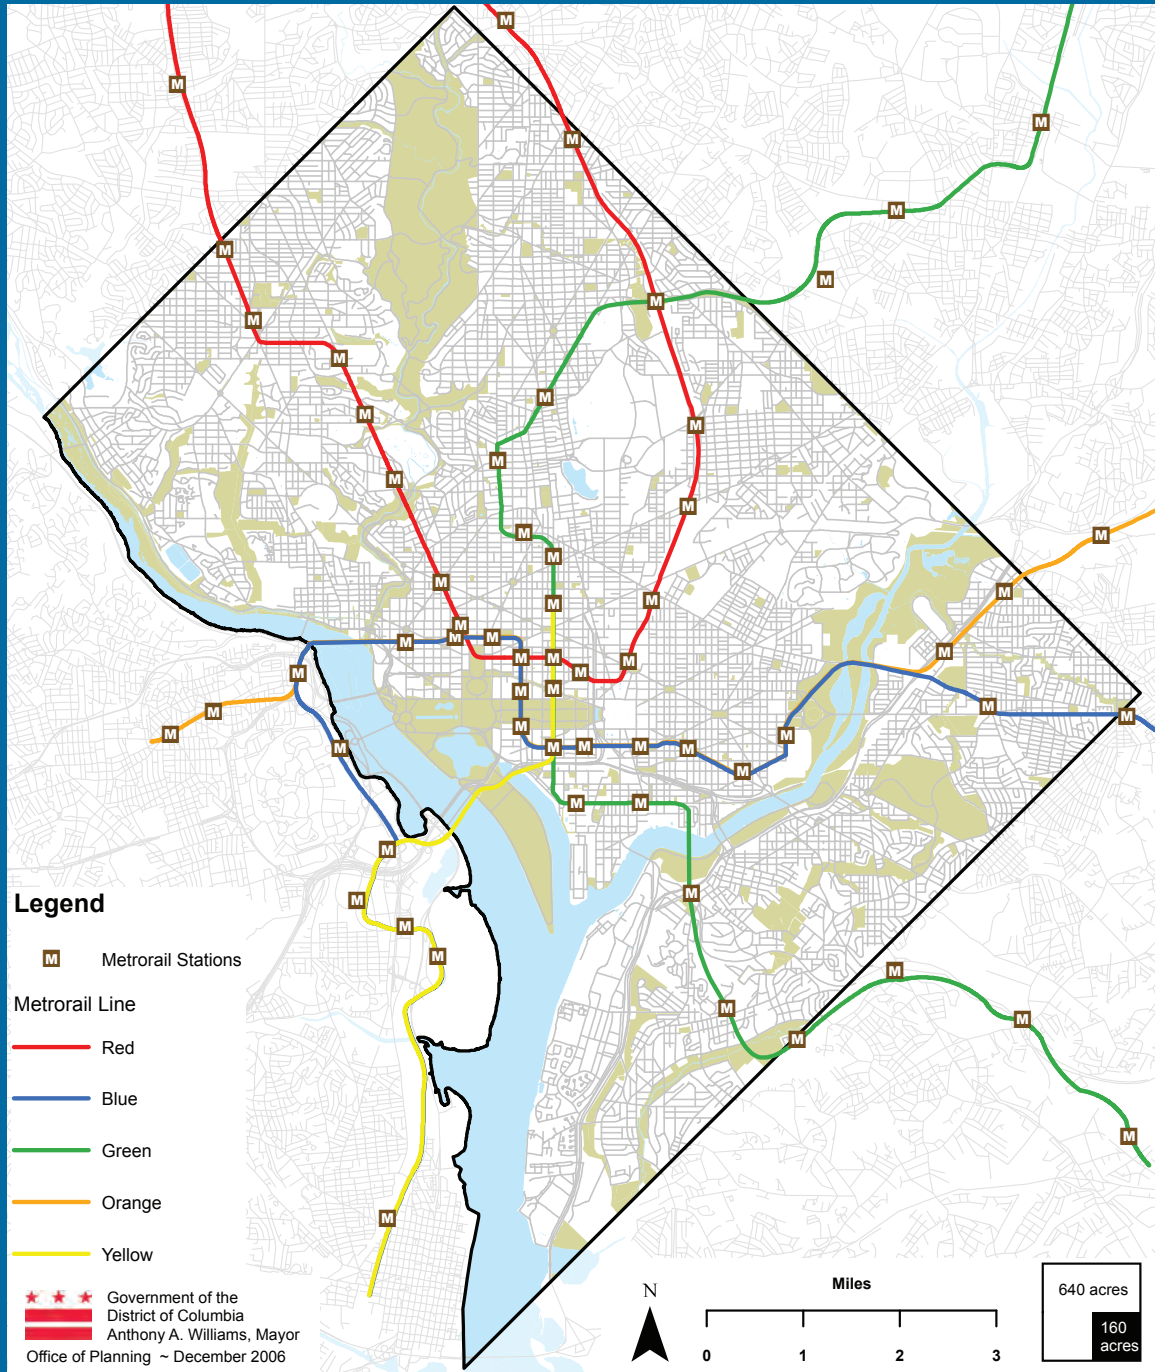 Legend
M Metrorail Stations
Metrorail Line
Red
Blue
Green
Orange
Yellow
Government of the
District of Columbia
Anthony A. Williams, Mayor
Office of Planning ~ December 2006
N
Miles
0 1 2 3
640 acres
160
acres